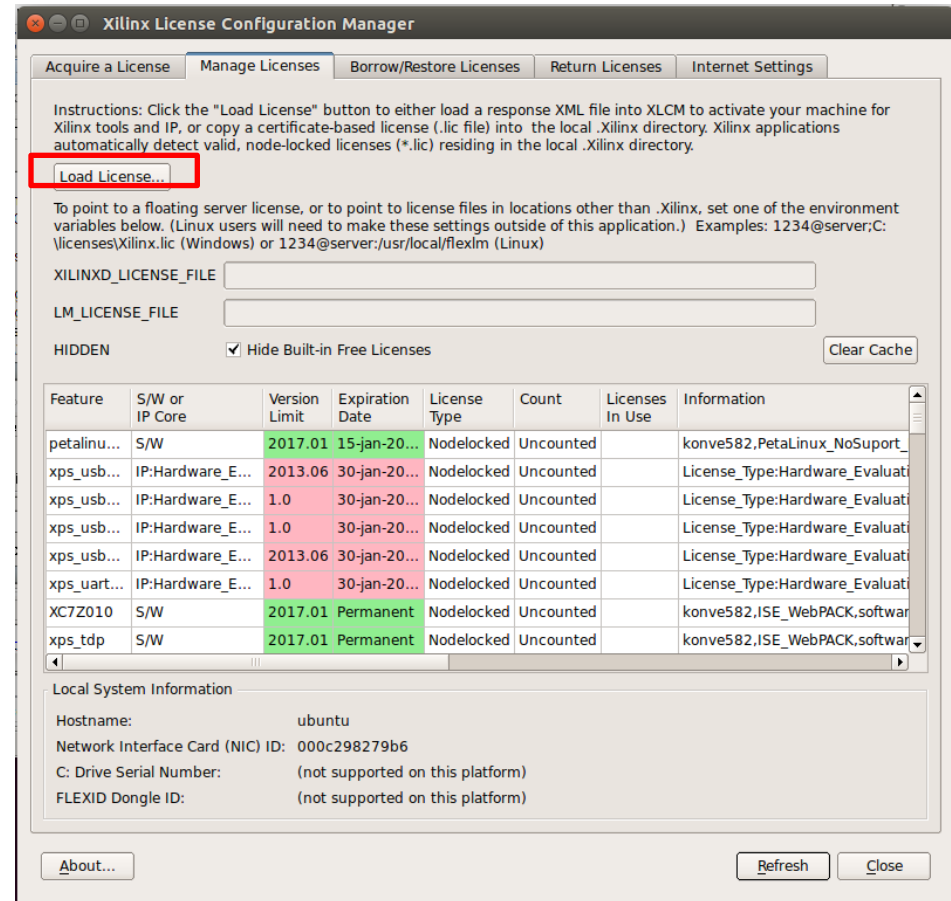 Xilinx License Configuration Manager
Acquire a License Manage Licenses Borrow/Restore Licenses Return Licenses Internet Settings
Instructions: Click the "Load License" button to either load a response XML file into XLCM to activate your machine for
Xilinx tools and IP, or copy a certificate-based license (.lic file) into the local .Xilinx directory. Xilinx applications
automatically detect valid, node-locked licenses (*.lic) residing in the local .Xilinx directory.
Load License...
To point to a floating server license, or to point to license files in locations other than .Xilinx, set one of the environment
variables below. (Linux users will need to make these settings outside of this application.) Examples: 1234@server;C:
\licenses\Xilinx.lic (Windows) or 1234@server:/usr/local/flexlm (Linux)
XILINXD_LICENSE_FILE
LM_LICENSE_FILE
HIDDEN Hide Built-in Free Licenses Clear Cache
Feature S/W or Version Expiration License Count Licenses Information
IP Core Limit Date Type In Use
petalinu... S/W 2017.01 15-jan-20... Nodelocked Uncounted konve582,PetaLinux_NoSuport_
xps_usb... IP:Hardware_E... 2013.06 30-jan-20... Nodelocked Uncounted License_Type:Hardware_Evaluati
xps_usb... IP:Hardware_E... 1.0 30-jan-20... Nodelocked Uncounted License_Type:Hardware_Evaluati
xps_usb... IP:Hardware_E... 1.0 30-jan-20... Nodelocked Uncounted License_Type:Hardware_Evaluati
xps_usb... IP:Hardware_E... 2013.06 30-jan-20... Nodelocked Uncounted License_Type:Hardware_Evaluati
xps_uart... IP:Hardware_E... 1.0 30-jan-20... Nodelocked Uncounted License_Type:Hardware_Evaluati
XC7Z010 S/W 2017.01 Permanent Nodelocked Uncounted konve582,ISE_WebPACK,softwar
xps_tdp S/W 2017.01 Permanent Nodelocked Uncounted konve582,ISE_WebPACK,softwar
Local System Information
Hostname: ubuntu
Network Interface Card (NIC) ID: 000c298279b6
C: Drive Serial Number: (not supported on this platform)
FLEXID Dongle ID: (not supported on this platform)
About... Refresh Close